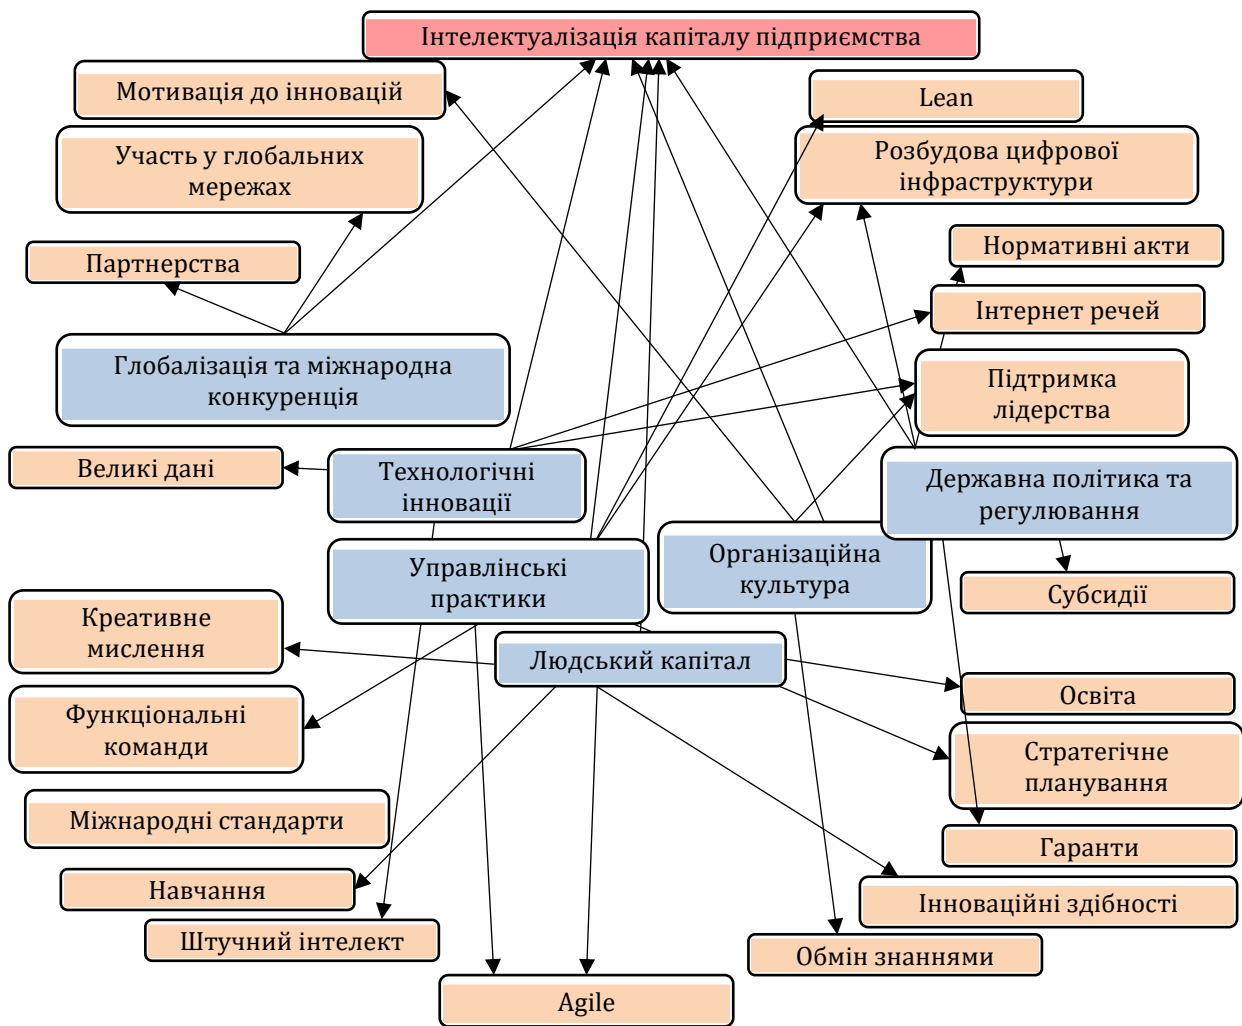 Інтелектуалізація капіталу підприємства
Мотивація до інновацій
Lean
Участь у глобальних
мережах
Розбудова цифрової
інфраструктури
Нормативні акти
Партнерства
Інтернет речей
Глобалізація та міжнародна
конкуренція
Підтримка
лідерства
Великі дані
Технологічні
інновації
Державна політика та
регулювання
Управлінські
практики
Організаційна
культура
Субсидії
Креативне
мислення
Людський капітал
Освіта
Функціональні
команди
Стратегічне
планування
Міжнародні стандарти
Гаранти
Навчання
Інноваційні здібності
Штучний інтелект
Обмін знаннями
Agile